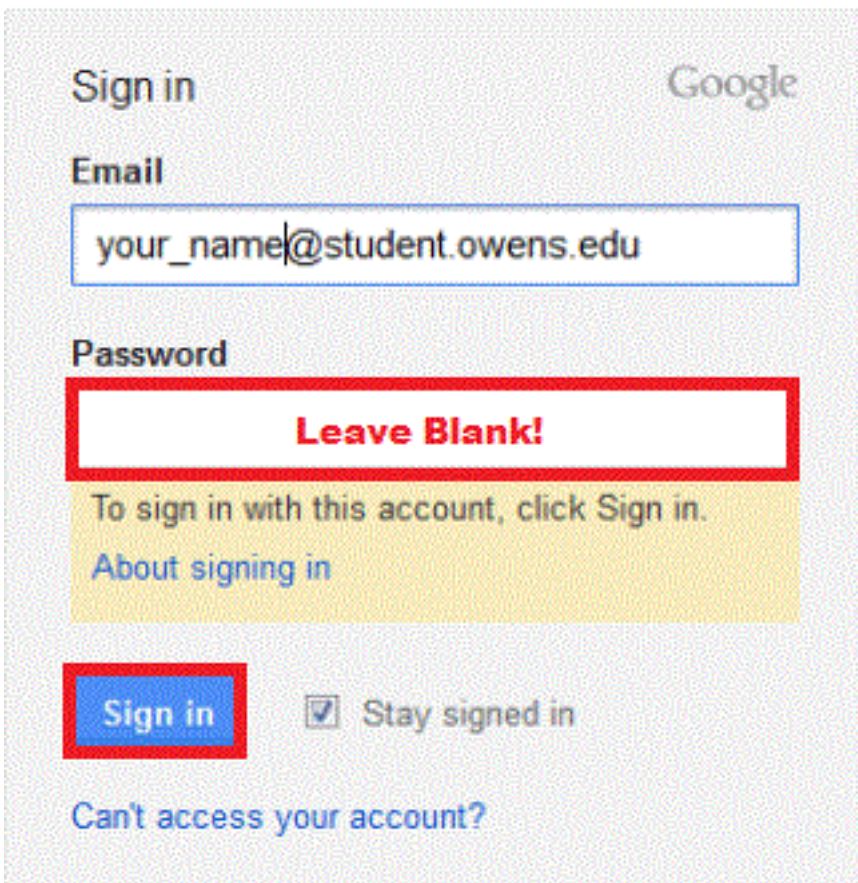 Sign in Google
Email
your_name@student.owens.edu
Password
Leave Blank!
To sign in with this account, click Sign in.
About signing in
Sign in Stay signed in
Can't access your account?